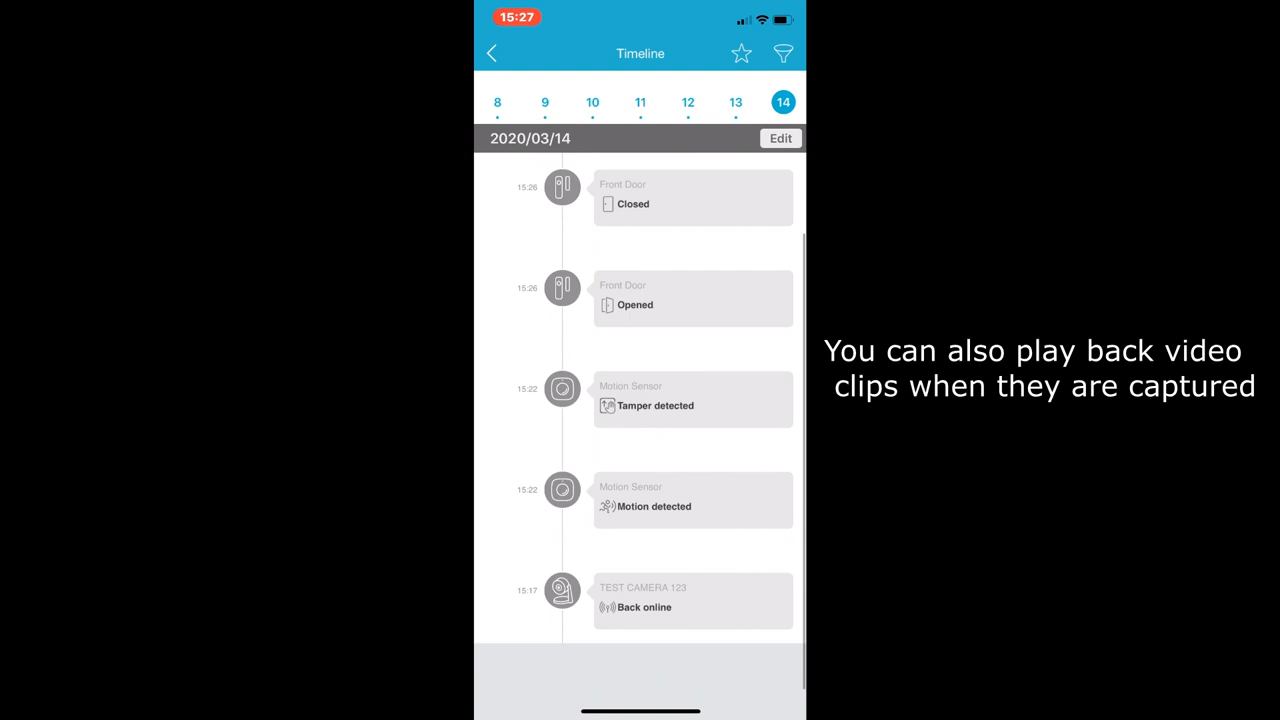 15:27
Timeline
8 9 10 11 12 13 14
2020/03/14 Edit
15:26 Front Door
Closed
15:26 Front Door
Opened
15:22 Motion Sensor
Tamper detected
15:22 Motion Sensor
Motion detected
15:17 TEST CAMERA 123
Back online
You can also play back video
clips when they are captured